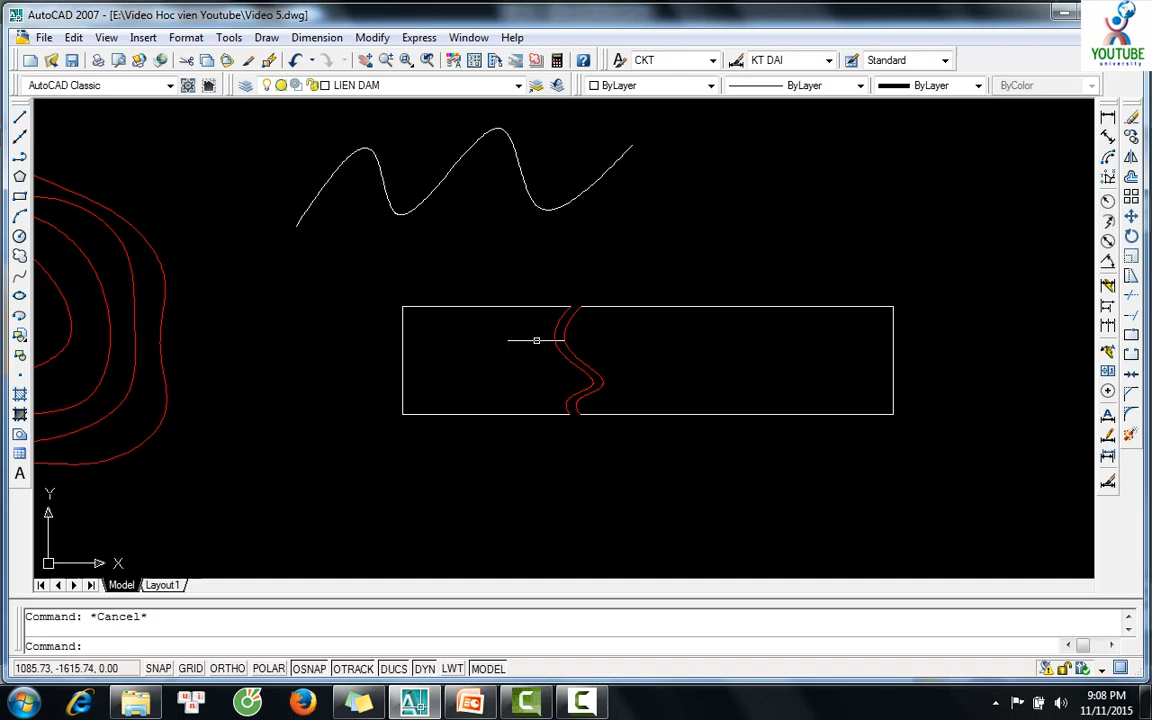 AutoCAD 2007 - [E:\Video Hoc vien Youtube\Video 5.dwg]
YOUTUBE
university
File Edit View Insert Format Tools Draw Dimension Modify Express Window Help
CKT KT DAI Standard
AutoCAD Classic LIEN DAM ByLayer ByLayer ByLayer ByColor
A
Y
X
Model Layout1
Command: *Cancel*
Command:
1085.73, -1615.74, 0.00 SNAP GRID ORTHO POLAR OSNAP OTRACK DUCS DYN LWT MODEL
9:08 PM
11/11/2015